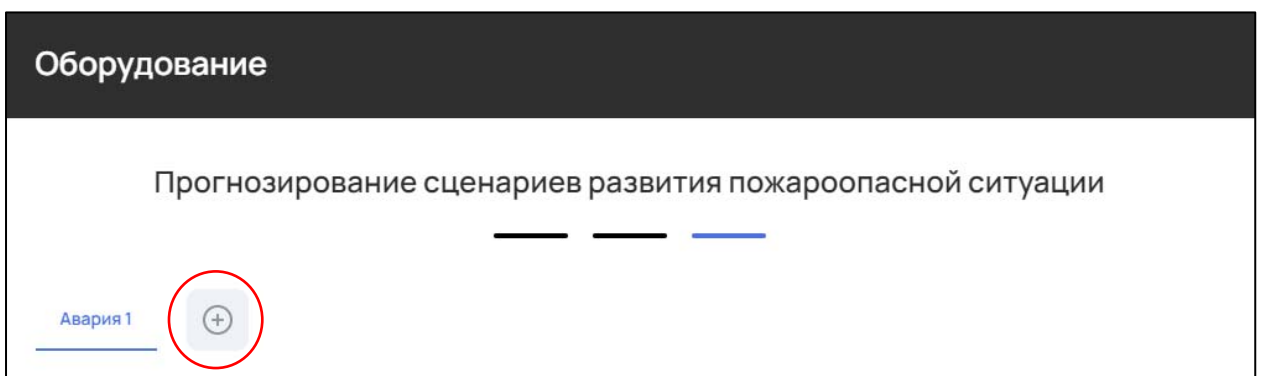 Оборудование
Прогнозирование сценариев развития пожароопасной ситуации
Авария 1